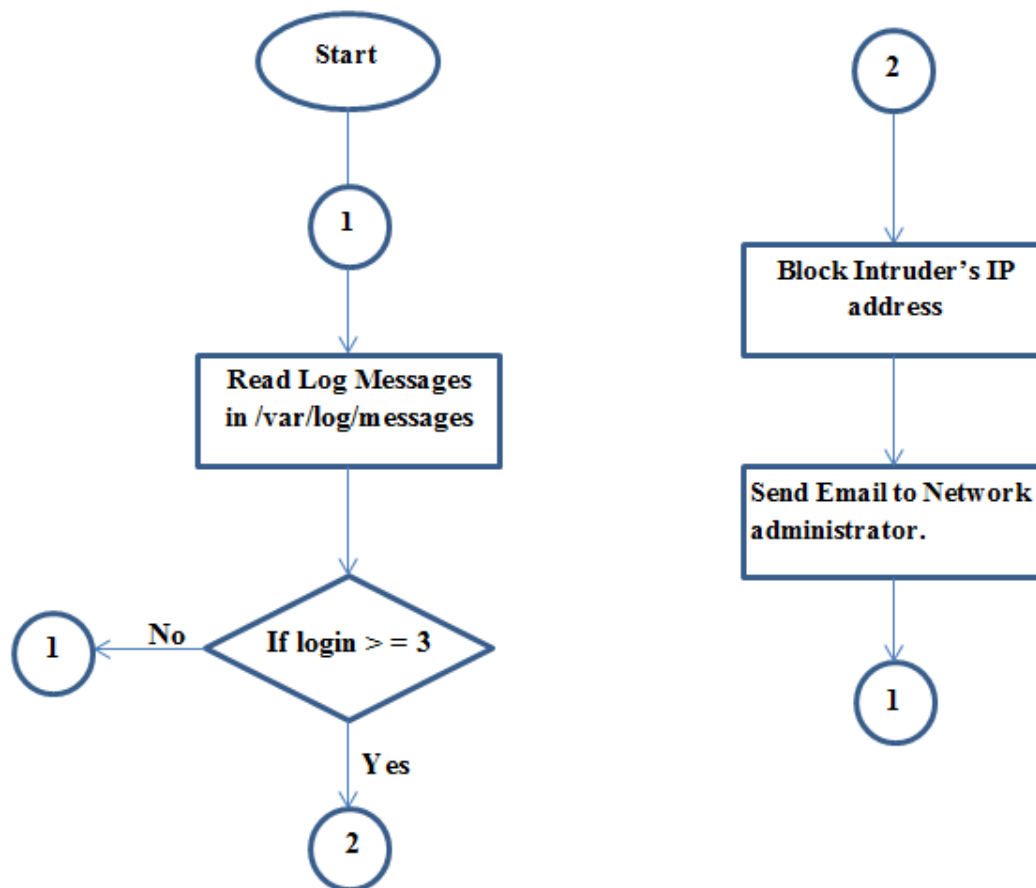 Start
1
Read Log Messages
in /var/log/messages
If login > = 3
No
1
Yes
2
2
Block Intruder’s IP
address
Send Email to Network
administrator.
1